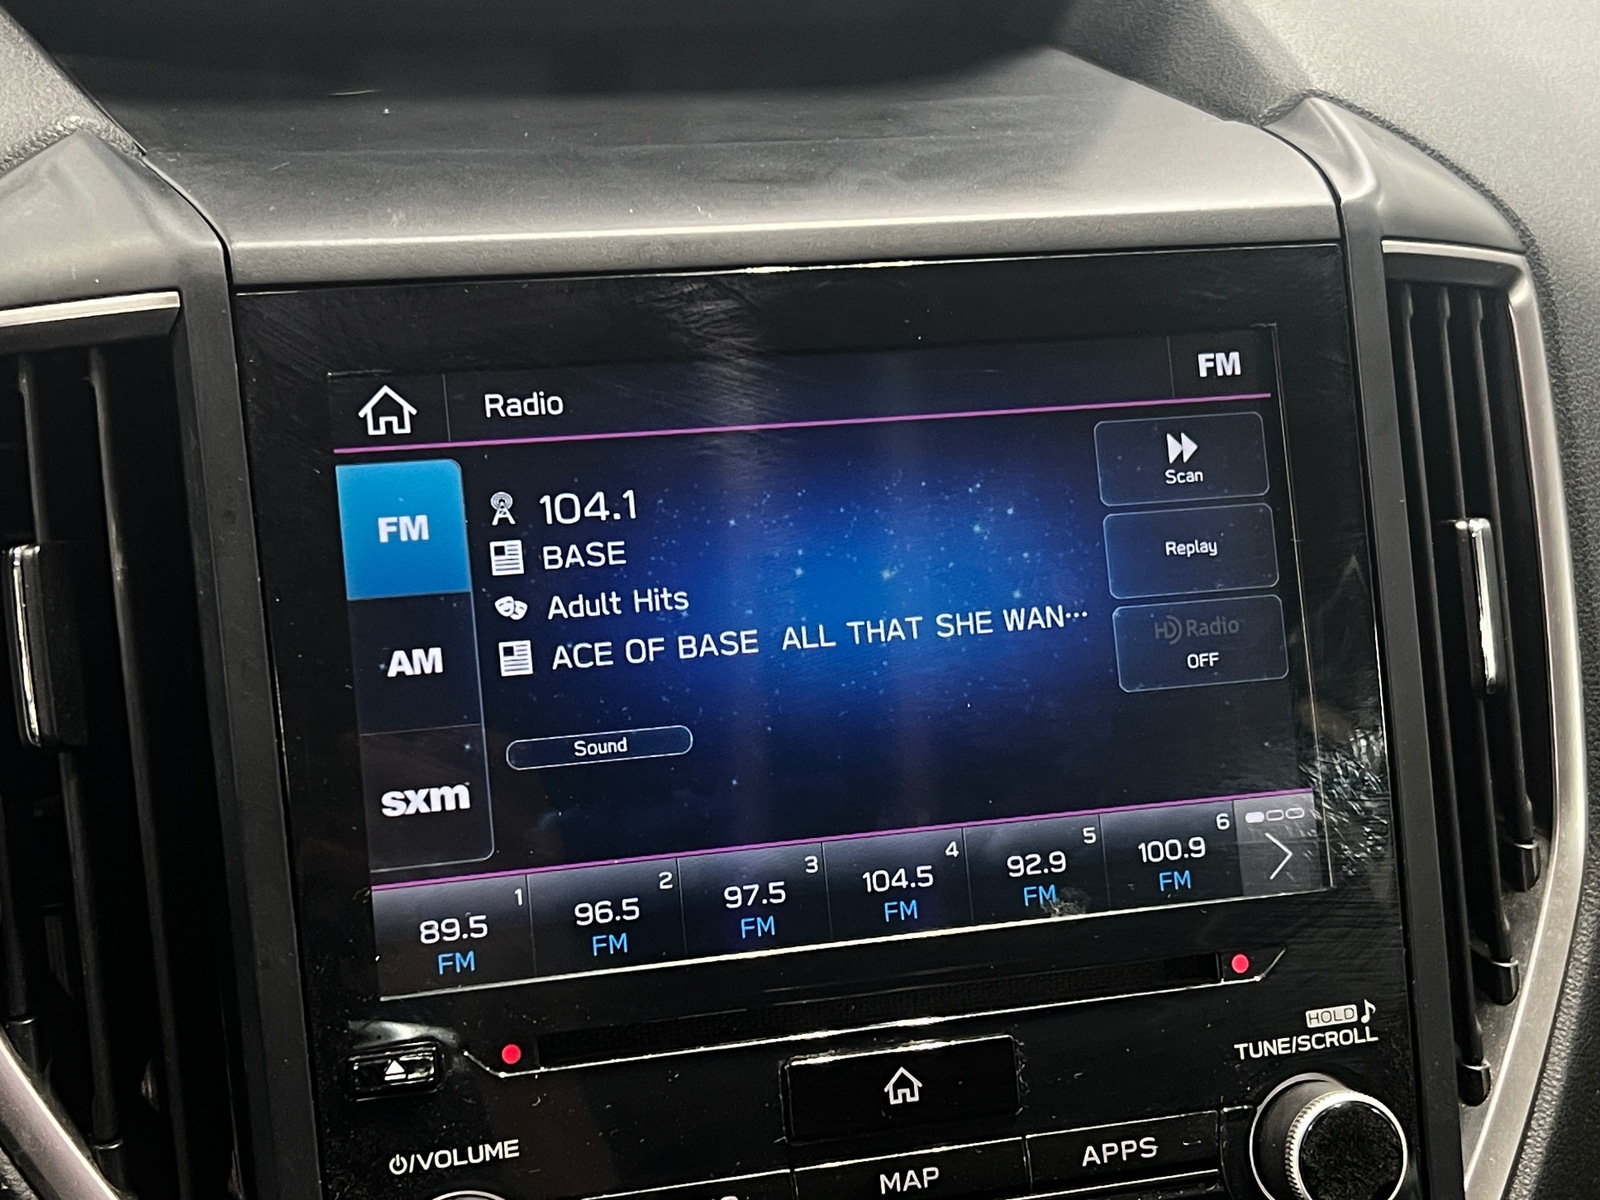 Radio
FM
FM
AM
sxm
104.1
BASE
Adult Hits
ACE OF BASE ALL THAT SHE WAN…
Sound
Scan
Replay
HD Radio
OFF
1 2 3 4 5 6
89.5 96.5 97.5 104.5 92.9 100.9
FM FM FM FM FM FM
HOLD
TUNE/SCROLL
/VOLUME
MAP
APPS